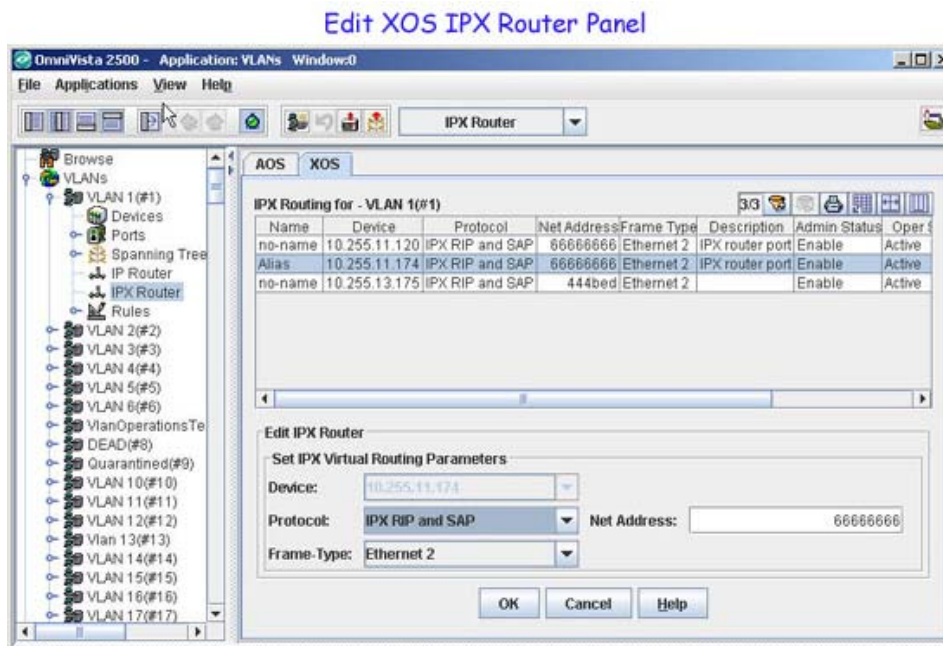 Edit XOS IPX Router Panel
OmniVista 2500 - Application: VLANs Window:0
File Applications View Help
IPX Router
Browse
VLANs
VLAN 1(#1)
Devices
Ports
Spanning Tree
IP Router
IPX Router
Rules
VLAN 2(#2)
VLAN 3(#3)
VLAN 4(#4)
VLAN 5(#5)
VLAN 6(#6)
VlanOperationsTe
DEAD(#8)
Quarantined(#9)
VLAN 10(#10)
VLAN 11(#11)
VLAN 12(#12)
Vlan 13(#13)
VLAN 14(#14)
VLAN 15(#15)
VLAN 16(#16)
VLAN 17(#17)
AOS XOS
IPX Routing for - VLAN 1(#1) 3/3
Name Device Protocol Net Address Frame Type Description Admin Status Oper S
no-name 10.255.11.120 IPX RIP and SAP 66666666 Ethernet 2 IPX router port Enable Active
Alias 10.255.11.174 IPX RIP and SAP 66666666 Ethernet 2 IPX router port Enable Active
no-name 10.255.13.175 IPX RIP and SAP 444bed Ethernet 2 Enable Active
Edit IPX Router
Set IPX Virtual Routing Parameters
Device: 10.255.11.174
Protocol: IPX RIP and SAP Net Address: 66666666
Frame-Type: Ethernet 2
OK Cancel Help